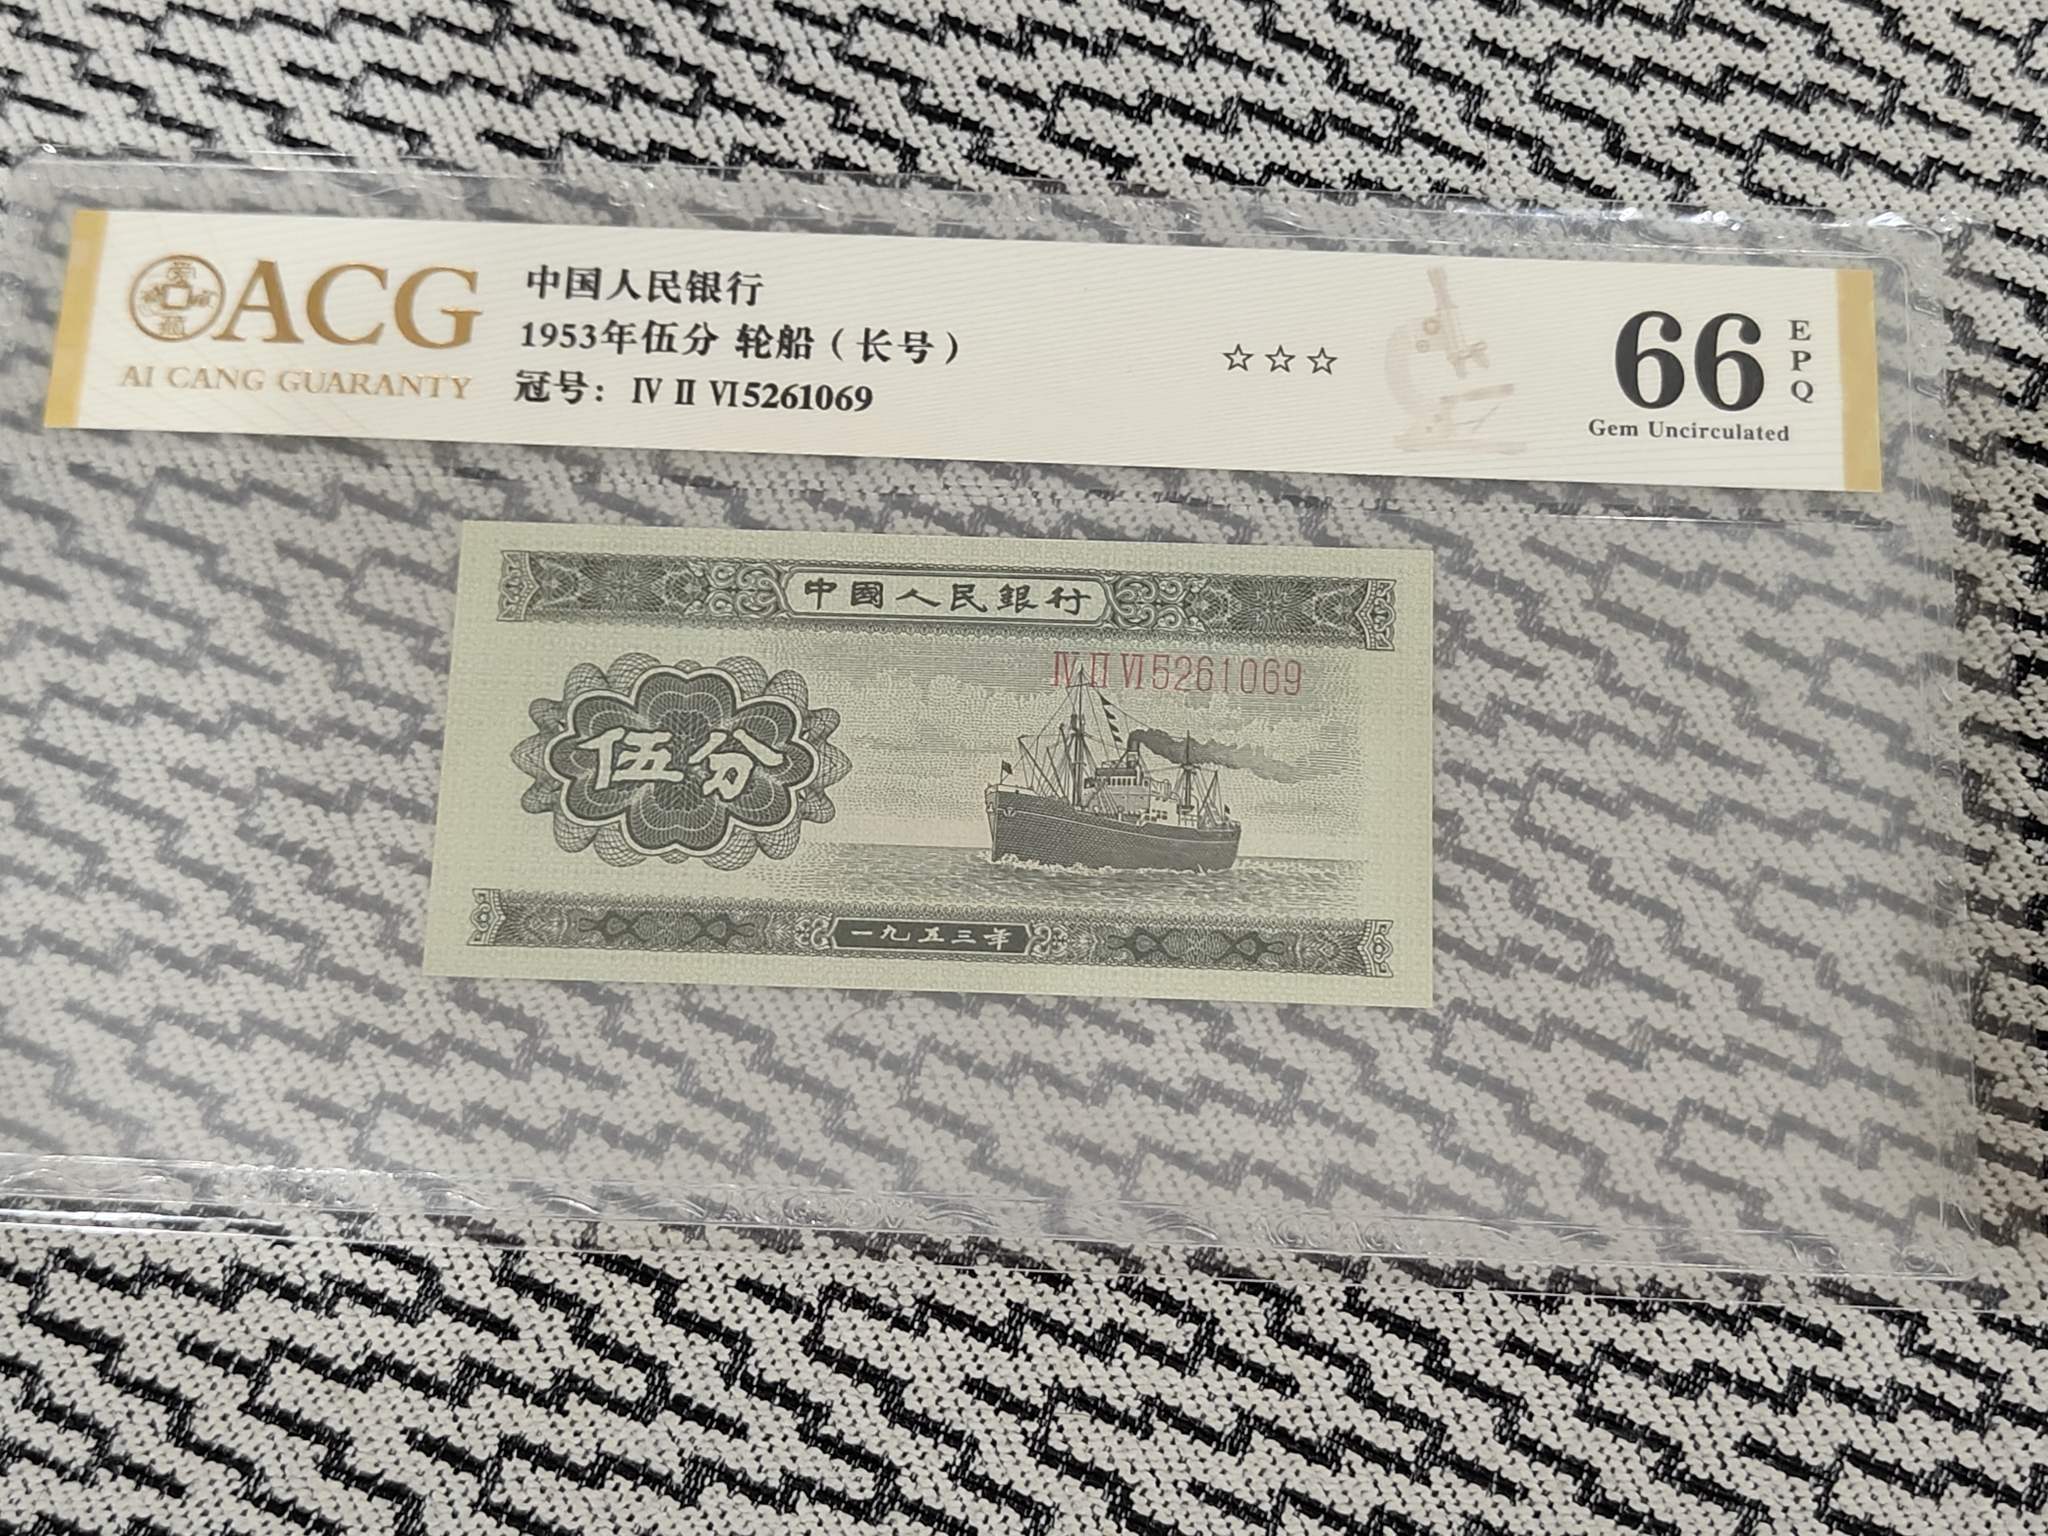 ACG
AI CANG GUARANTY
中国人民银行
1953年伍分 轮船（长号）
冠号：Ⅳ Ⅱ Ⅵ5261069
☆☆☆
66
EPQ
Gem Uncirculated
中國人民銀行
Ⅳ Ⅱ Ⅵ5261069
伍分
一九五三年